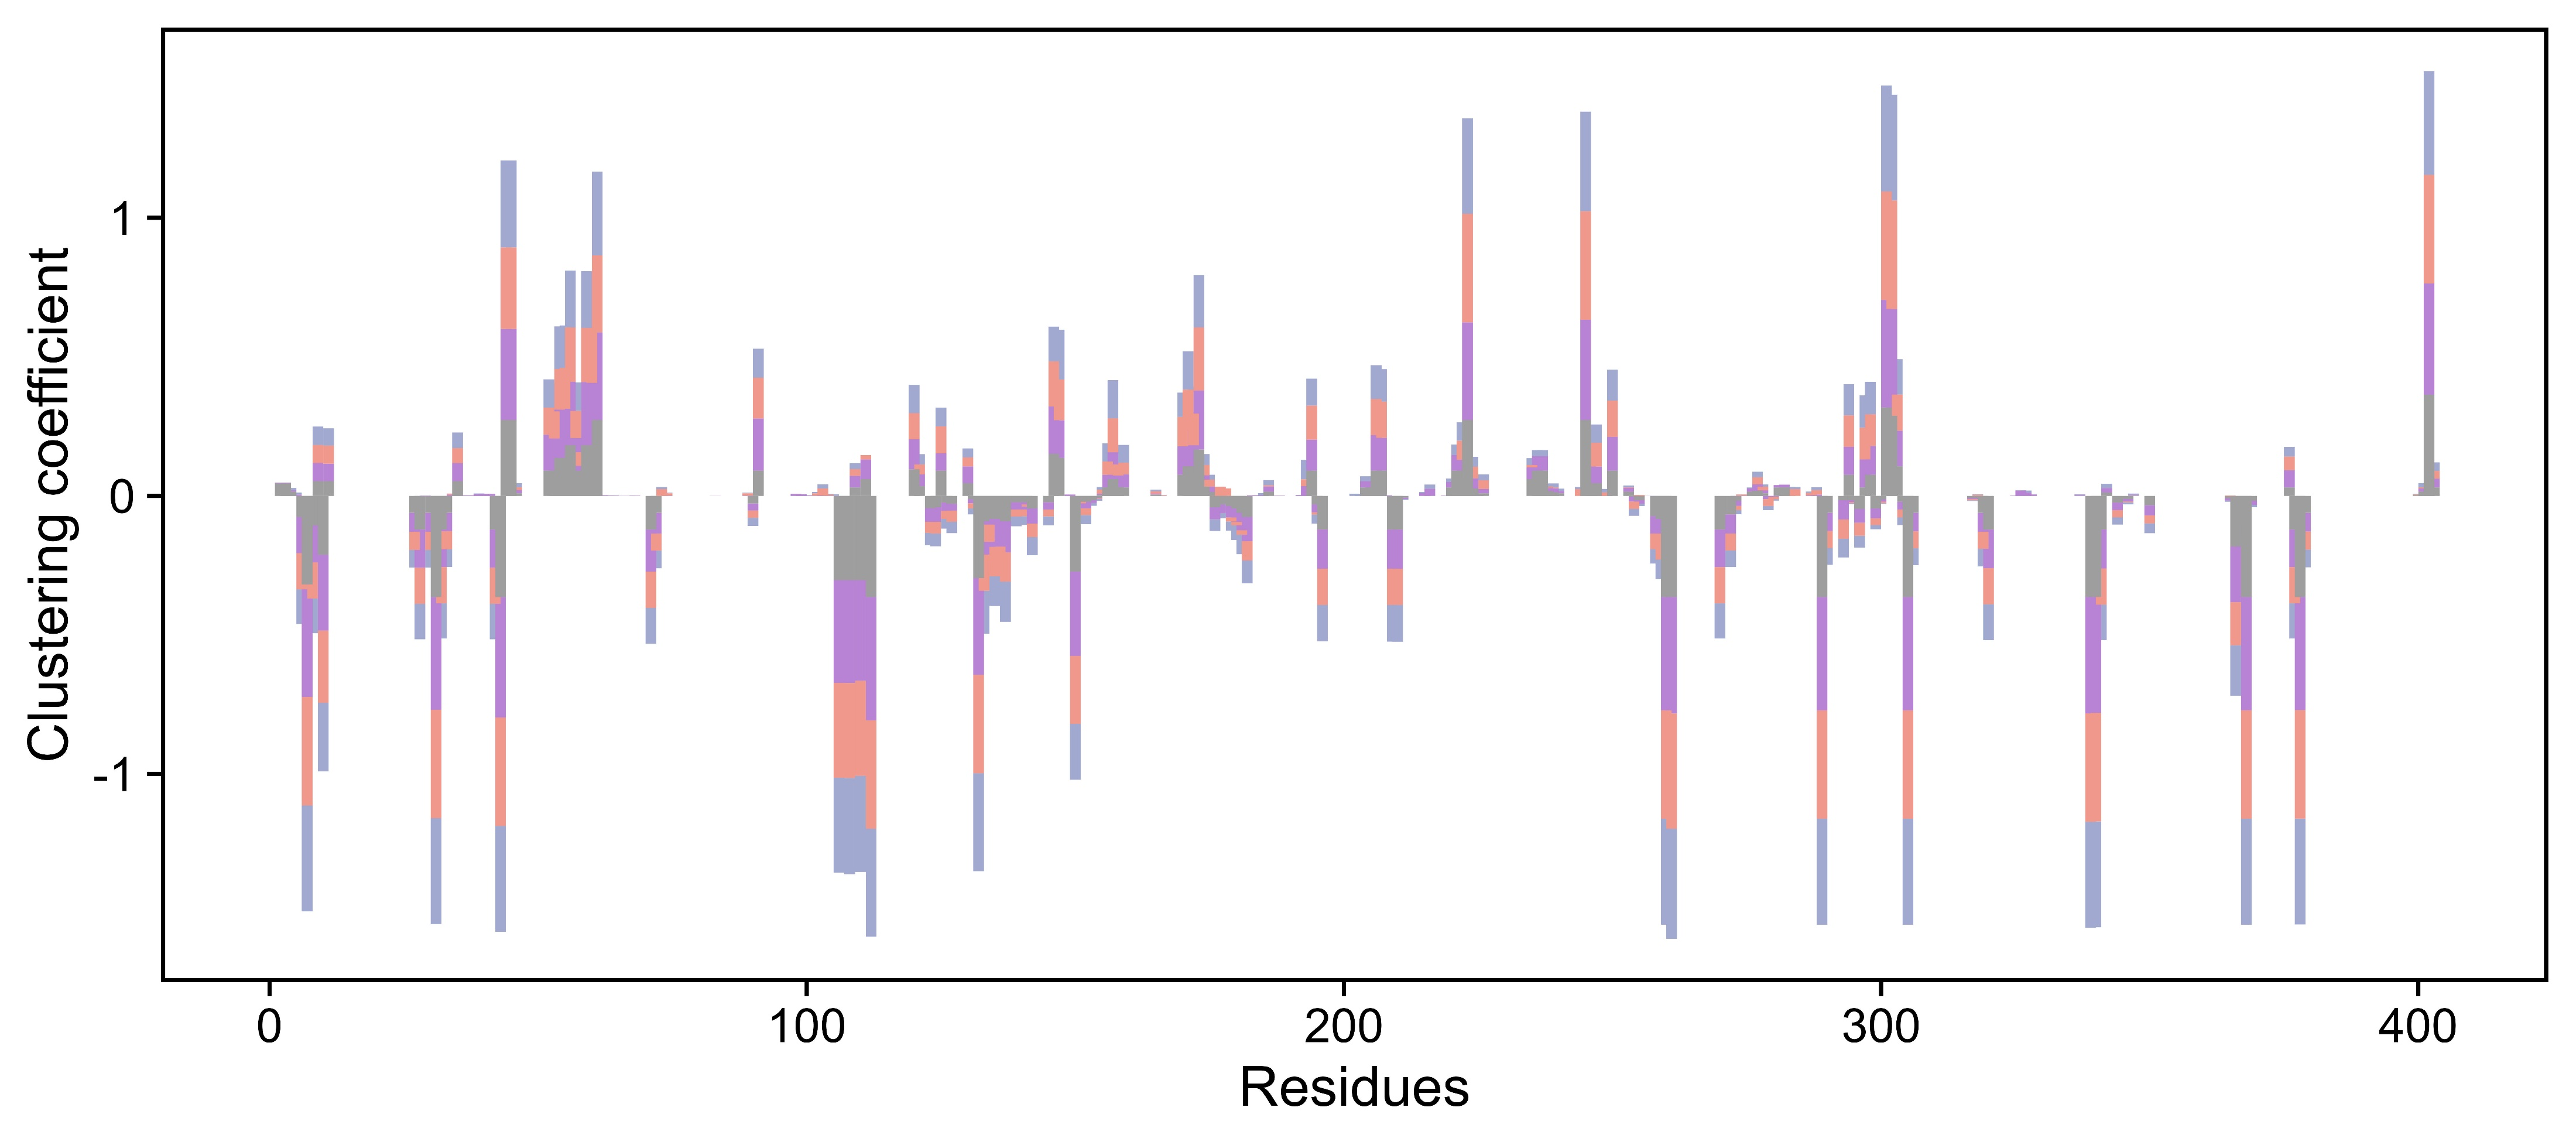 Clustering coefficient
1
0
-1
0 100 200 300 400
Residues